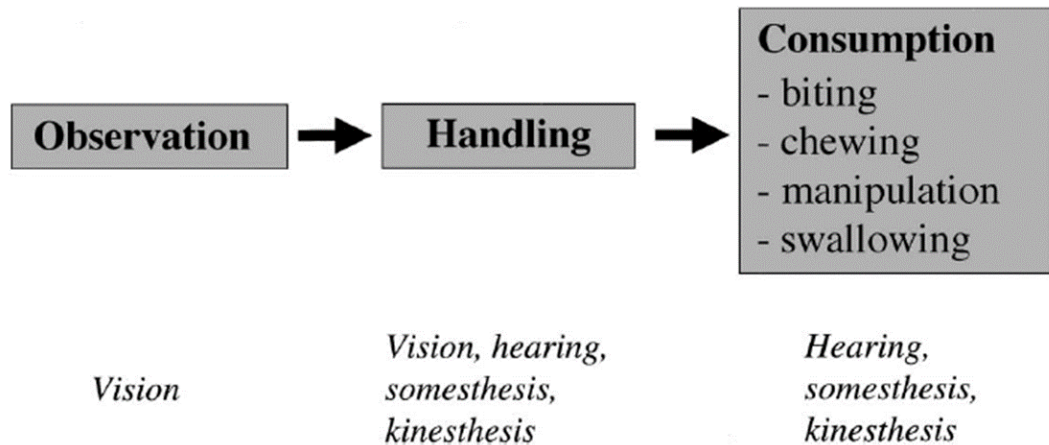 Observation
Handling
Consumption
- biting
- chewing
- manipulation
- swallowing
Vision
Vision, hearing,
somesthesis,
kinesthesis
Hearing,
somesthesis,
kinesthesis